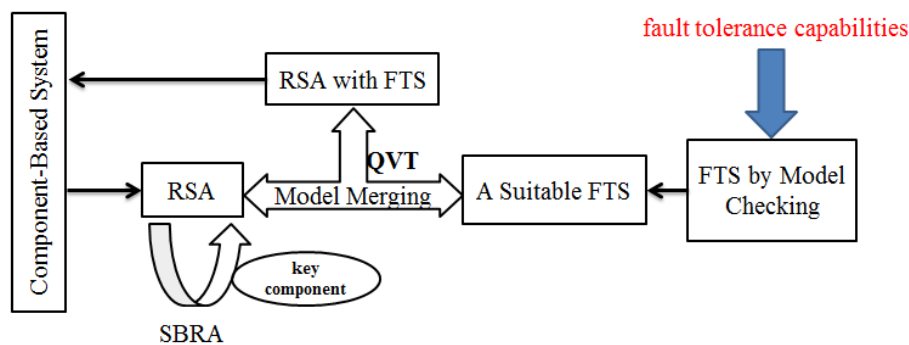 Component-Based System
fault tolerance capabilities
RSA with FTS
QVT
RSA
Model Merging
A Suitable FTS
FTS by Model
Checking
key
component
SBRA